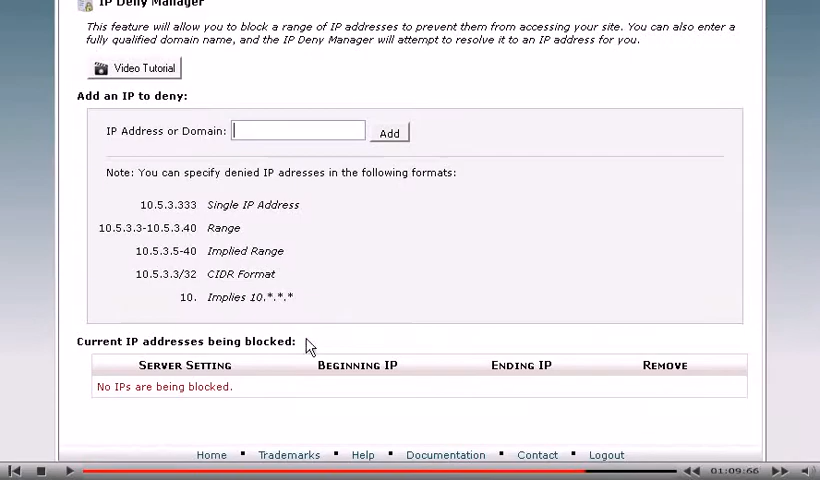 IP Deny Manager
This feature will allow you to block a range of IP addresses to prevent them from accessing your site. You can also enter a
fully qualified domain name, and the IP Deny Manager will attempt to resolve it to an IP address for you.
Video Tutorial
Add an IP to deny:
IP Address or Domain: Add
Note: You can specify denied IP adresses in the following formats:
10.5.3.333 Single IP Address
10.5.3.3-10.5.3.40 Range
10.5.3.5-40 Implied Range
10.5.3.3/32 CIDR Format
10. Implies 10.*.*.*
Current IP addresses being blocked:
SERVER SETTING BEGINNING IP ENDING IP REMOVE
No IPs are being blocked.
Home ▪ Trademarks ▪ Help ▪ Documentation ▪ Contact ▪ Logout
01:09:66